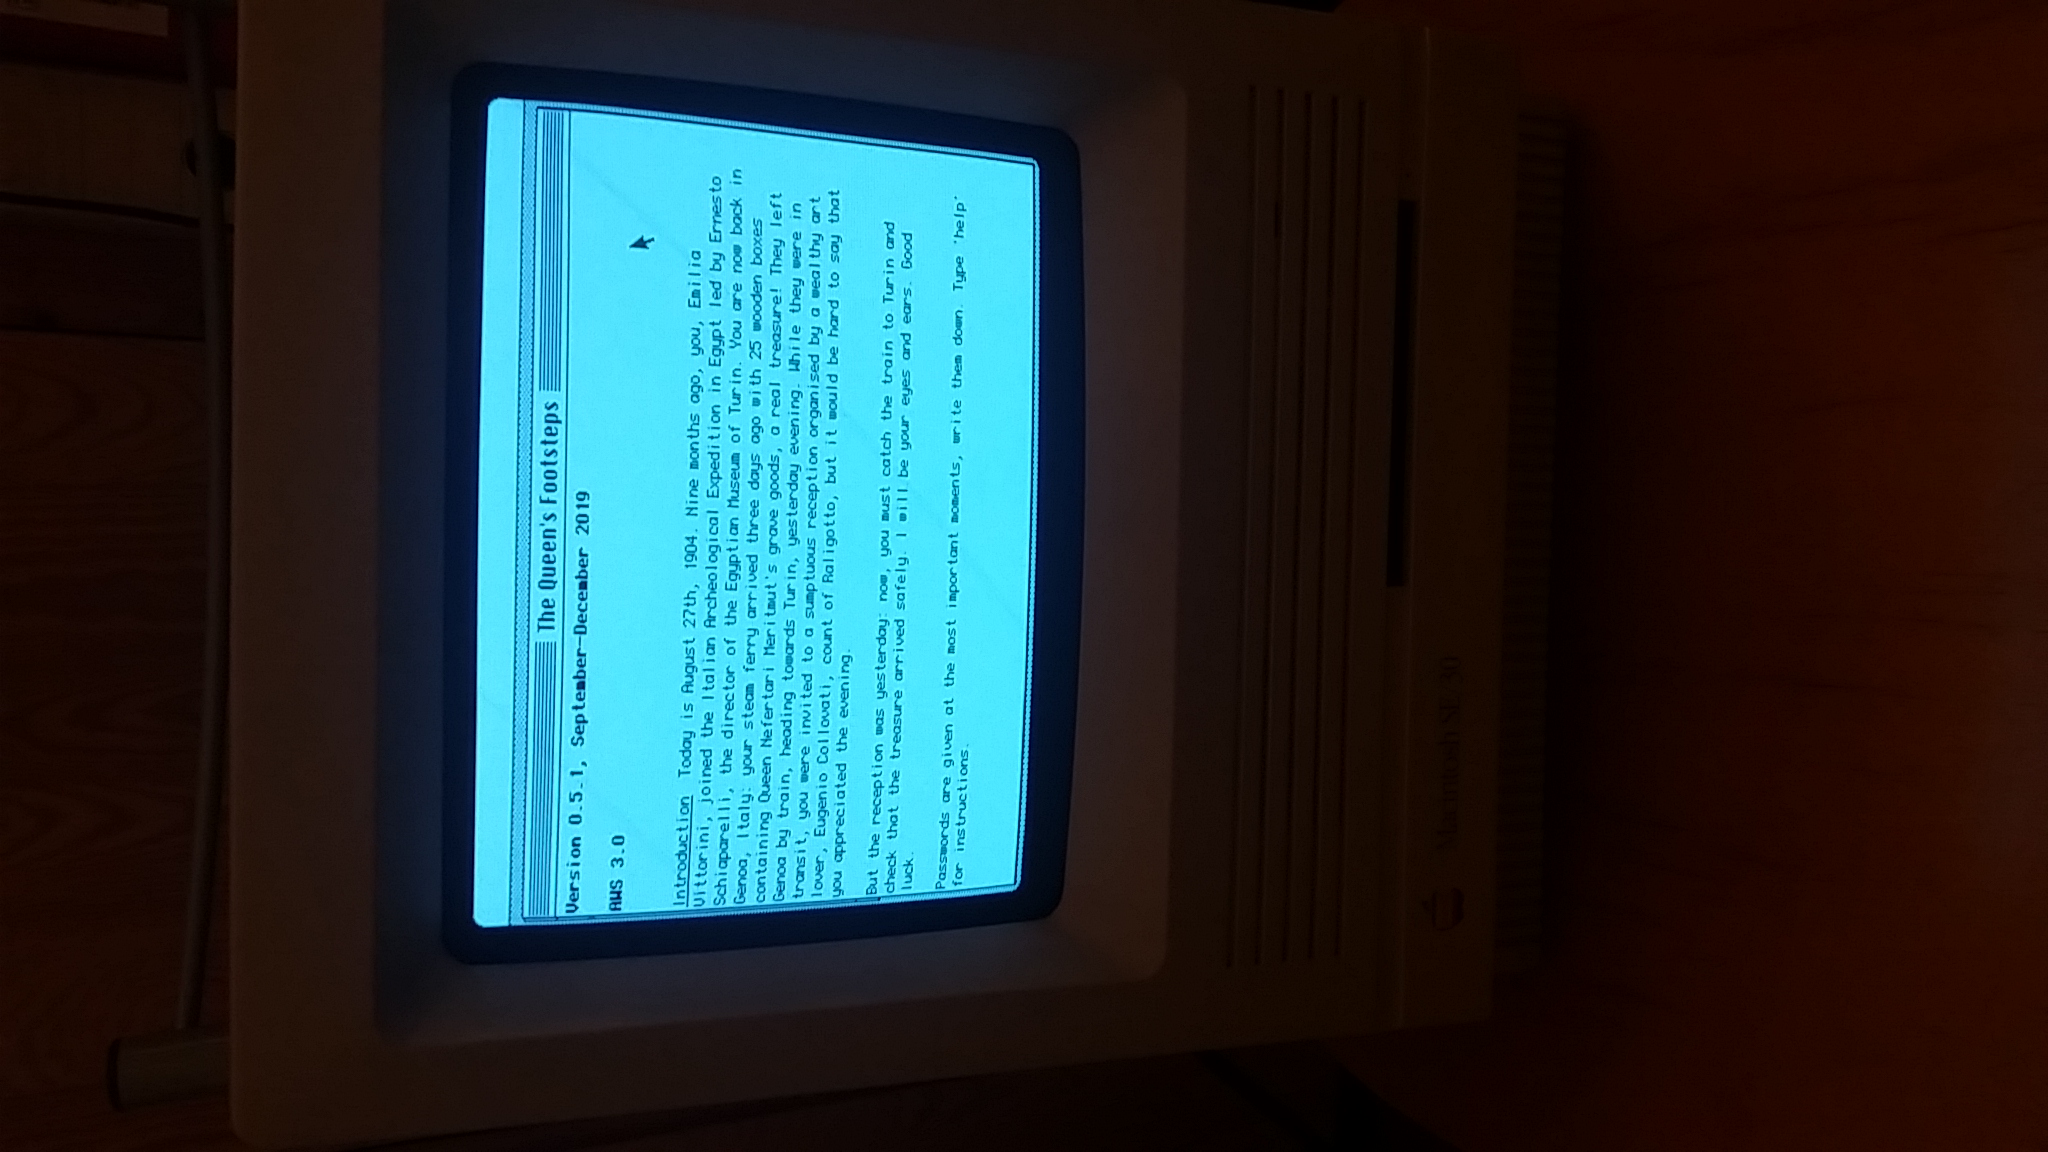 The Queen's Footsteps
Version 0.5.1, September-December 2019
AWS 3.0
Introduction Today is August 27th, 1904. Nine months ago, you, Emilia
Vittorini, joined the Italian Archeological Expedition in Egypt led by Ernesto
Schiaparelli, the director of the Egyptian Museum of Turin. You are now back in
Genoa, Italy: your steam ferry arrived three days ago with 25 wooden boxes
containing Queen Nefertari Meritmut's grave goods, a real treasure! They left
Genoa by train, heading towards Turin, yesterday evening. While they were in
transit, you were invited to a sumptuous reception organised by a wealthy art
lover, Eugenio Collovati, count of Raligotto, but it would be hard to say that
you appreciated the evening.
But the reception was yesterday: now, you must catch the train to Turin and
check that the treasure arrived safely. I will be your eyes and ears. Good
luck.
Passwords are given at the most important moments, write them down. Type 'help'
for instructions.
Macintosh SE/30